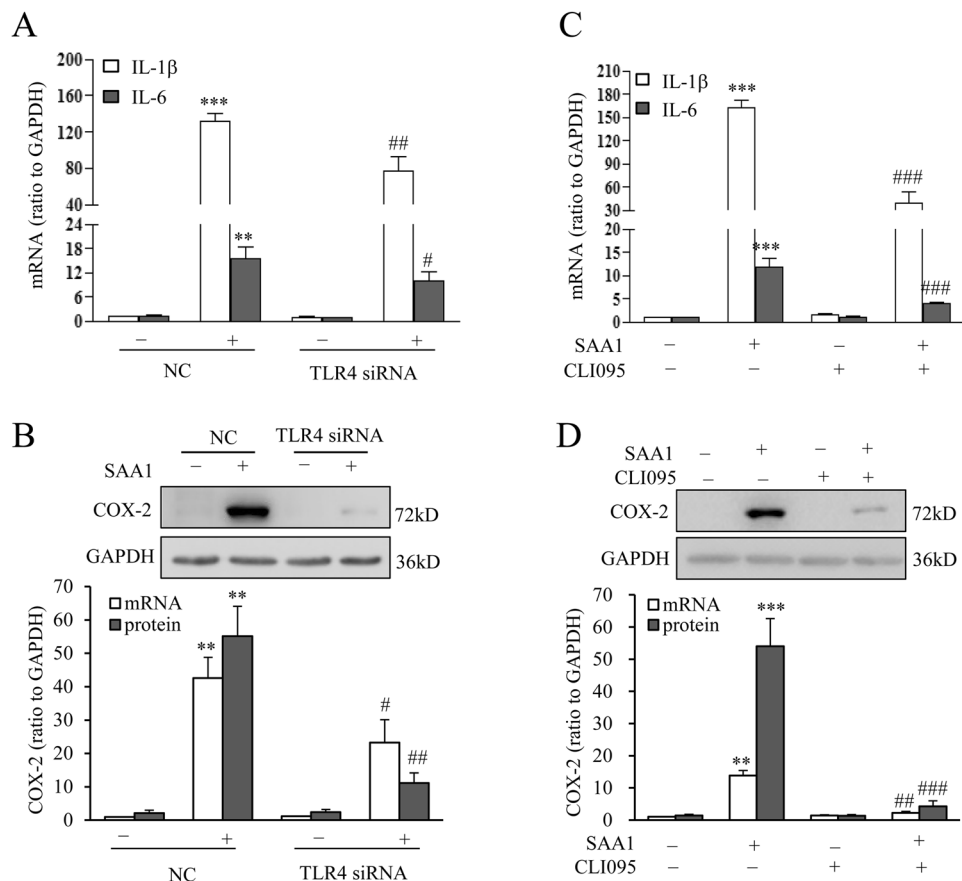 A
200
160
120
80
40
24
18
12
6
0
mRNA (ratio to GAPDH)
IL-1β
IL-6
***
**
##
#
– + – +
NC TLR4 siRNA
C
180
150
120
90
60
30
20
15
10
5
0
mRNA (ratio to GAPDH)
IL-1β
IL-6
***
***
###
###
SAA1 – + – +
CLI095 – – + +
B
NC TLR4 siRNA
SAA1 – + – +
COX-2 72kD
GAPDH 36kD
70
60
50
40
30
20
10
0
COX-2 (ratio to GAPDH)
mRNA
protein
**
**
#
##
– + – +
NC TLR4 siRNA
D
SAA1 – + – +
CLI095 – – + +
COX-2 72kD
GAPDH 36kD
70
60
50
40
30
20
10
0
COX-2 (ratio to GAPDH)
mRNA
protein
**
***
##
###
SAA1 – + – +
CLI095 – – + +